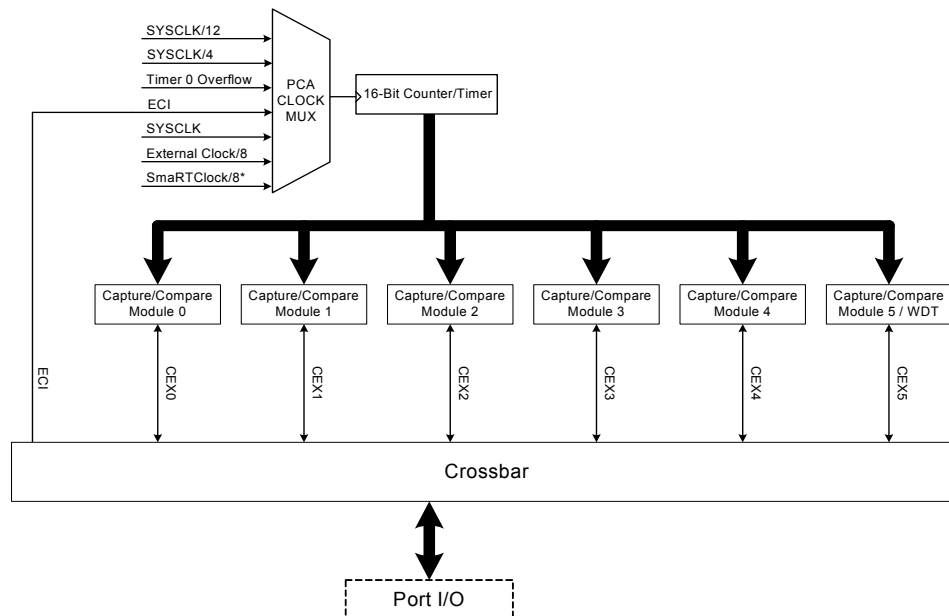 SYSCLK/12
SYSCLK/4
Timer 0 Overflow
ECI
SYSCLK
External Clock/8
SmaRTClock/8*
PCA
CLOCK
MUX
16-Bit Counter/Timer
Capture/Compare
Module 0
Capture/Compare
Module 1
Capture/Compare
Module 2
Capture/Compare
Module 3
Capture/Compare
Module 4
Capture/Compare
Module 5 / WDT
ECI
CEX0
CEX1
CEX2
CEX3
CEX4
CEX5
Crossbar
Port I/O